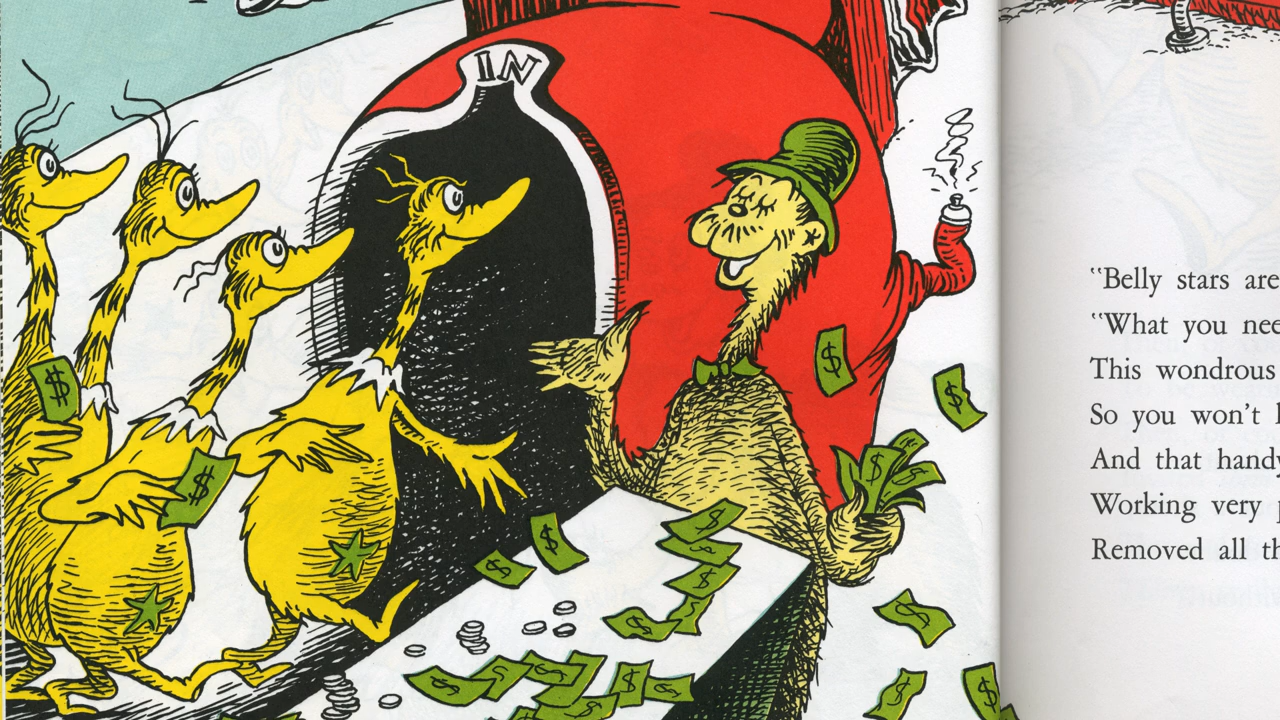 IN
"Belly stars are
"What you nee
This wondrous
So you won't
And that handy
Working very
Removed all th